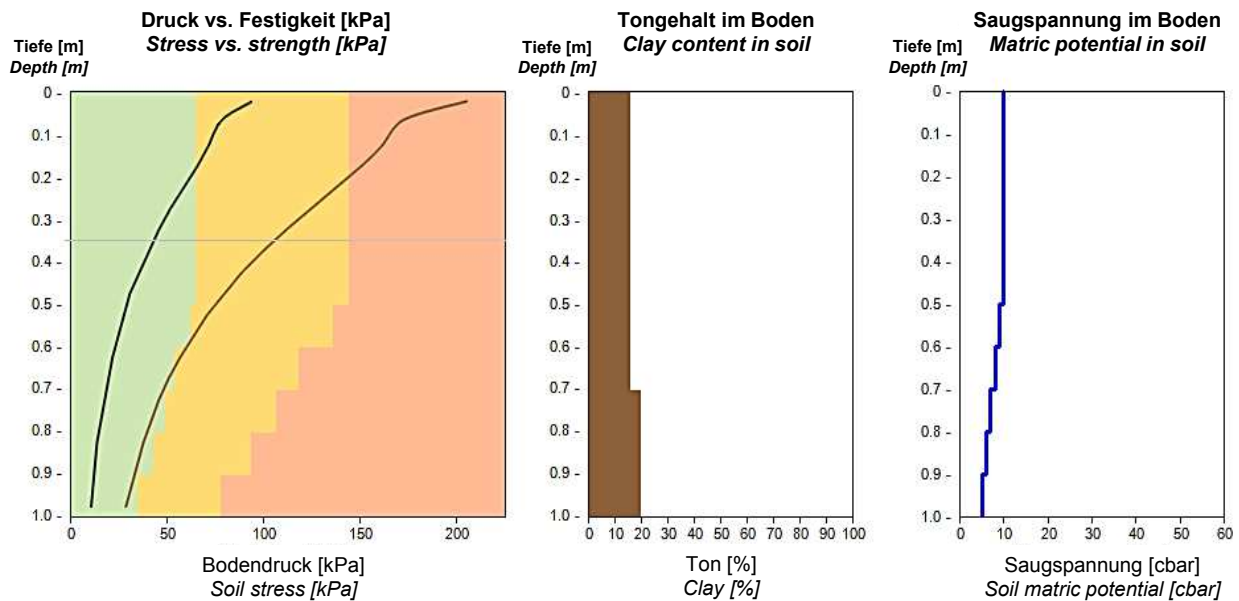 Druck vs. Festigkeit [kPa]
Stress vs. strength [kPa]
Tiefe [m]
Depth [m]
0 -
0.1 -
0.2 -
0.3 -
0.4 -
0.5 -
0.6 -
0.7 -
0.8 -
0.9 -
1.0 -
0 50 100 150 200
Bodendruck [kPa]
Soil stress [kPa]
Tongehalt im Boden
Clay content in soil
Tiefe [m]
Depth [m]
0 -
0.1 -
0.2 -
0.3 -
0.4 -
0.5 -
0.6 -
0.7 -
0.8 -
0.9 -
1.0 -
0 10 20 30 40 50 60 70 80 90 100
Ton [%]
Clay [%]
Saugspannung im Boden
Matric potential in soil
Tiefe [m]
Depth [m]
0 -
0.1 -
0.2 -
0.3 -
0.4 -
0.5 -
0.6 -
0.7 -
0.8 -
0.9 -
1.0 -
0 10 20 30 40 50 60
Saugspannung [cbar]
Soil matric potential [cbar]